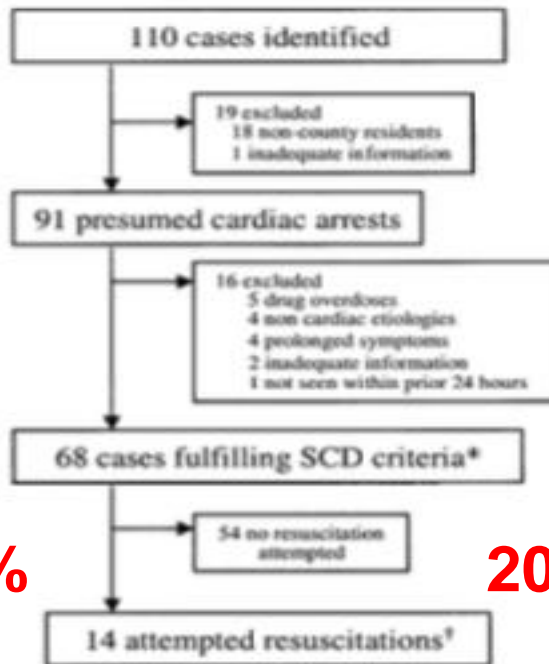 110 cases identified
19 excluded
18 non-county residents
1 inadequate information
91 presumed cardiac arrests
16 excluded
5 drug overdoses
4 non cardiac etiologies
4 prolonged symptoms
2 inadequate information
1 not seen within prior 24 hours
68 cases fulfilling SCD criteria*
54 no resuscitation
attempted
% 20
14 attempted resuscitations†